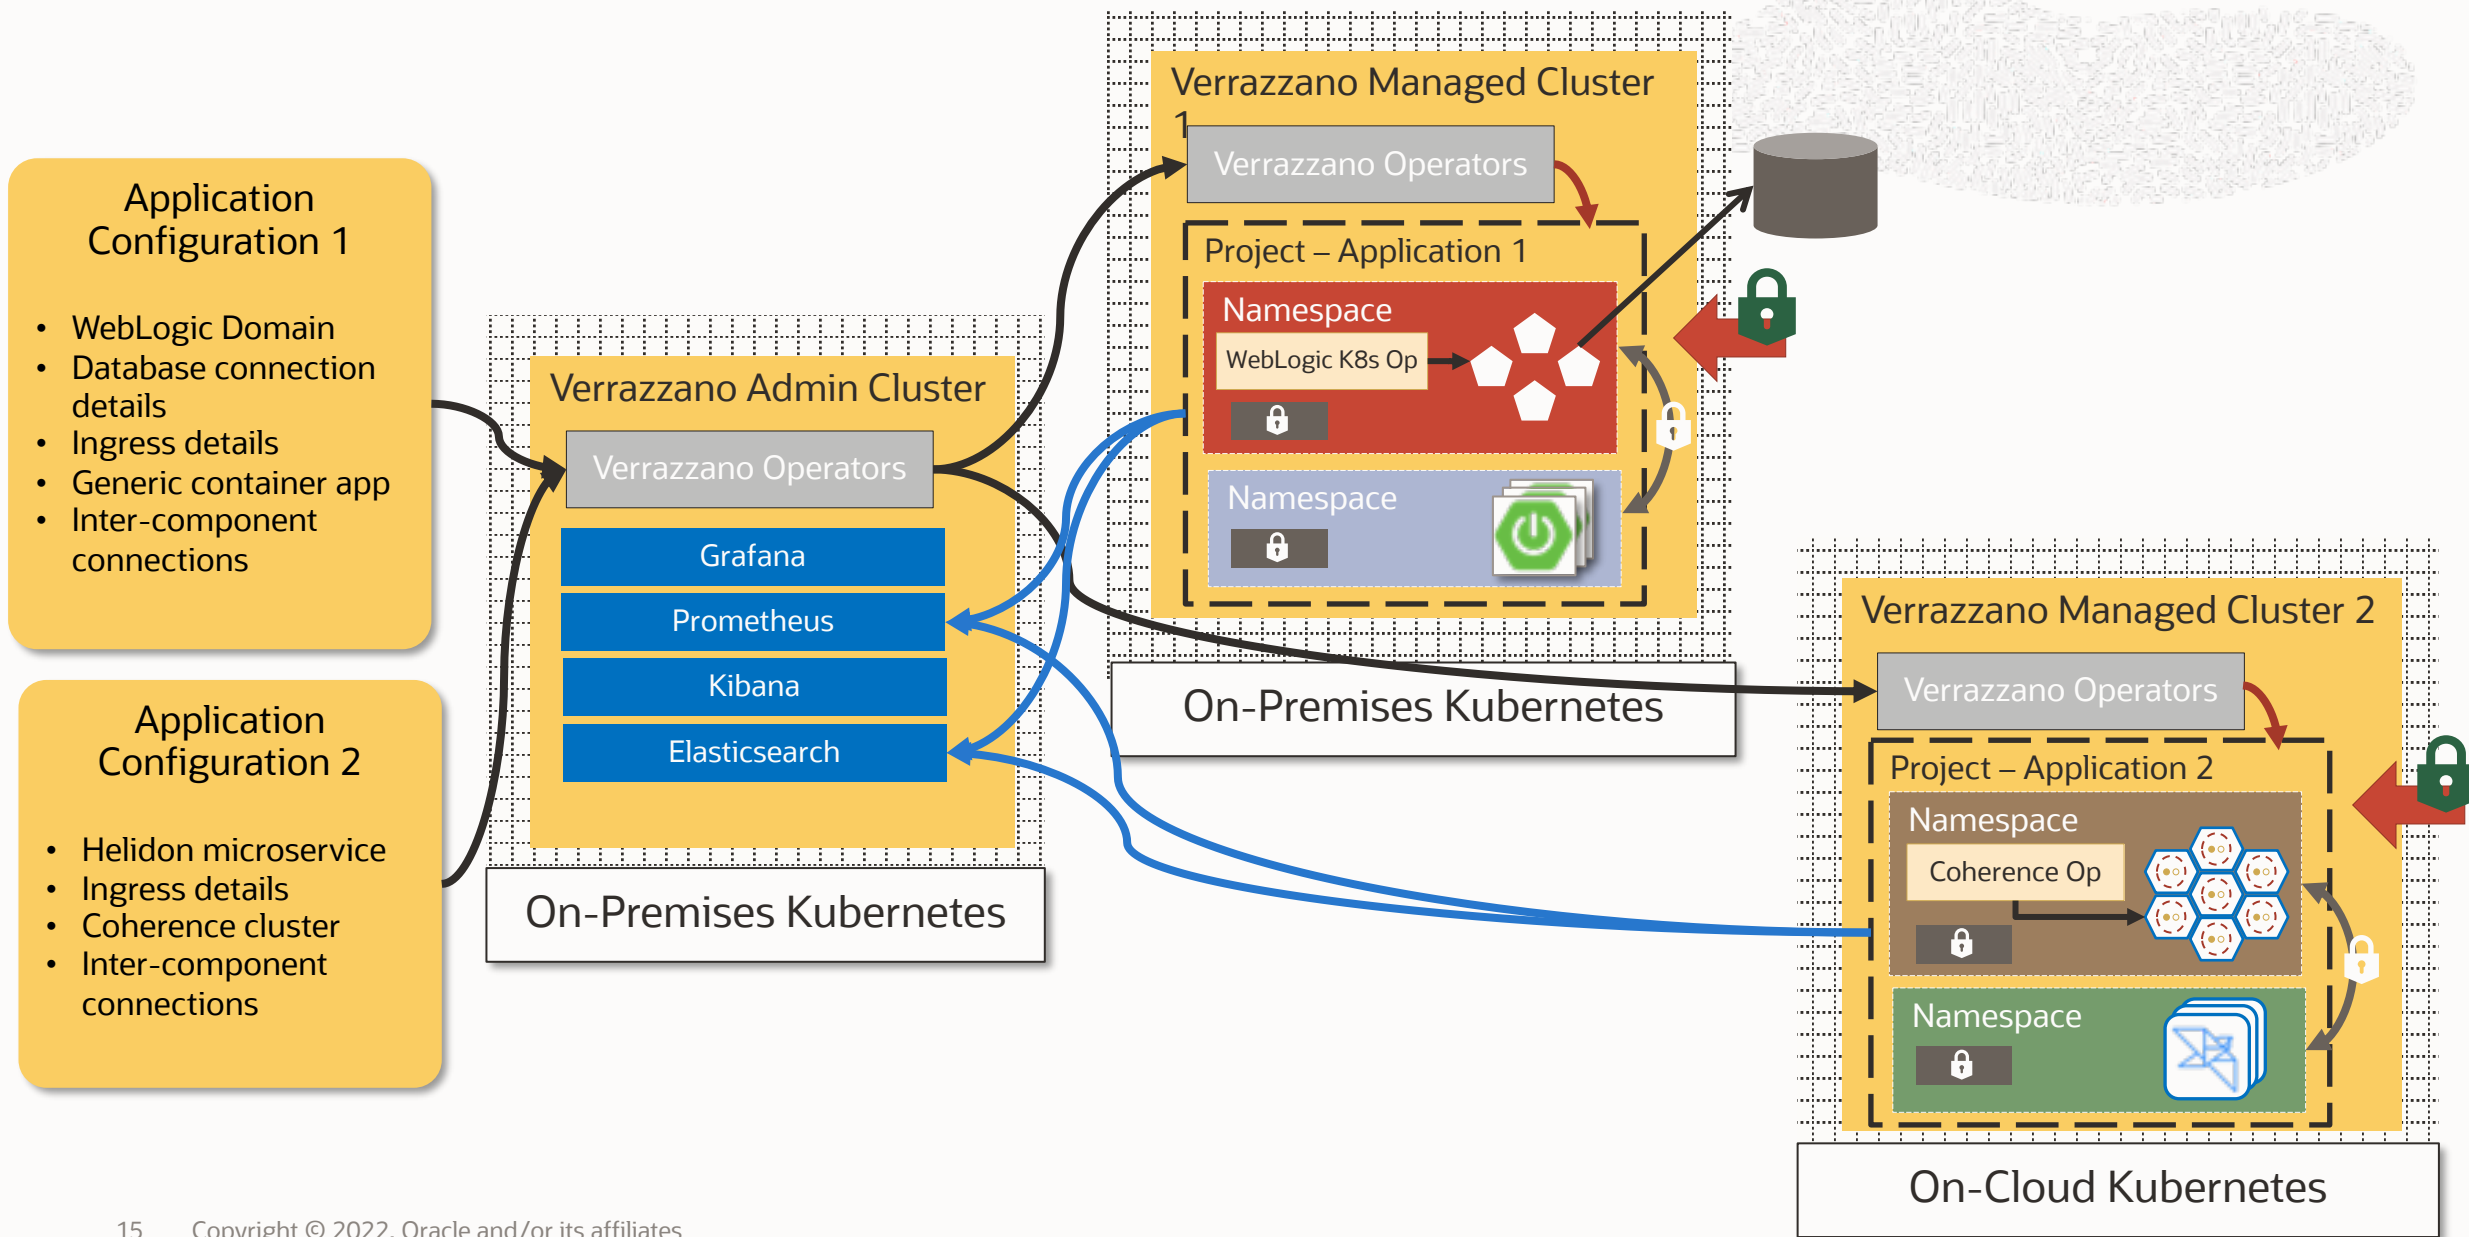 Application
Configuration 1
• WebLogic Domain
• Database connection
details
• Ingress details
• Generic container app
• Inter-component
connections
Application
Configuration 2
• Helidon microservice
• Ingress details
• Coherence cluster
• Inter-component
connections
Verrazzano Admin Cluster
Verrazzano Operators
Grafana
Prometheus
Kibana
Elasticsearch
On-Premises Kubernetes
Verrazzano Managed Cluster
1
Verrazzano Operators
Project – Application 1
Namespace
WebLogic K8s Op
Namespace
On-Premises Kubernetes
Verrazzano Managed Cluster 2
Verrazzano Operators
Project – Application 2
Namespace
Coherence Op
Namespace
On-Cloud Kubernetes
15 Copyright © 2022, Oracle and/or its affiliates